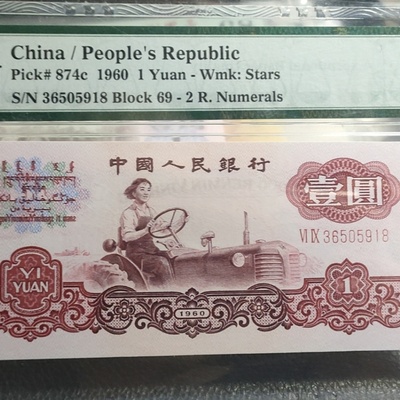 China / People's Republic
Pick# 874c 1960 1 Yuan - Wmk: Stars
S/N 36505918 Block 69 - 2 R. Numerals
中國人民銀行
壹圓
VI IX 36505918
YI
YUAN
1960
1